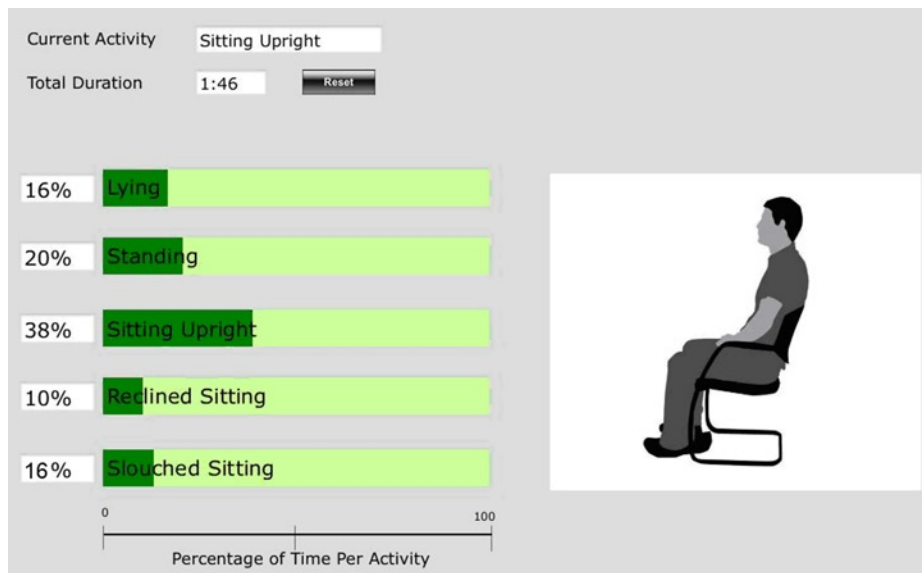 Current Activity Sitting Upright
Total Duration 1:46 Reset
16% Lying
20% Standing
38% Sitting Upright
10% Reclined Sitting
16% Slouched Sitting
0 100
Percentage of Time Per Activity